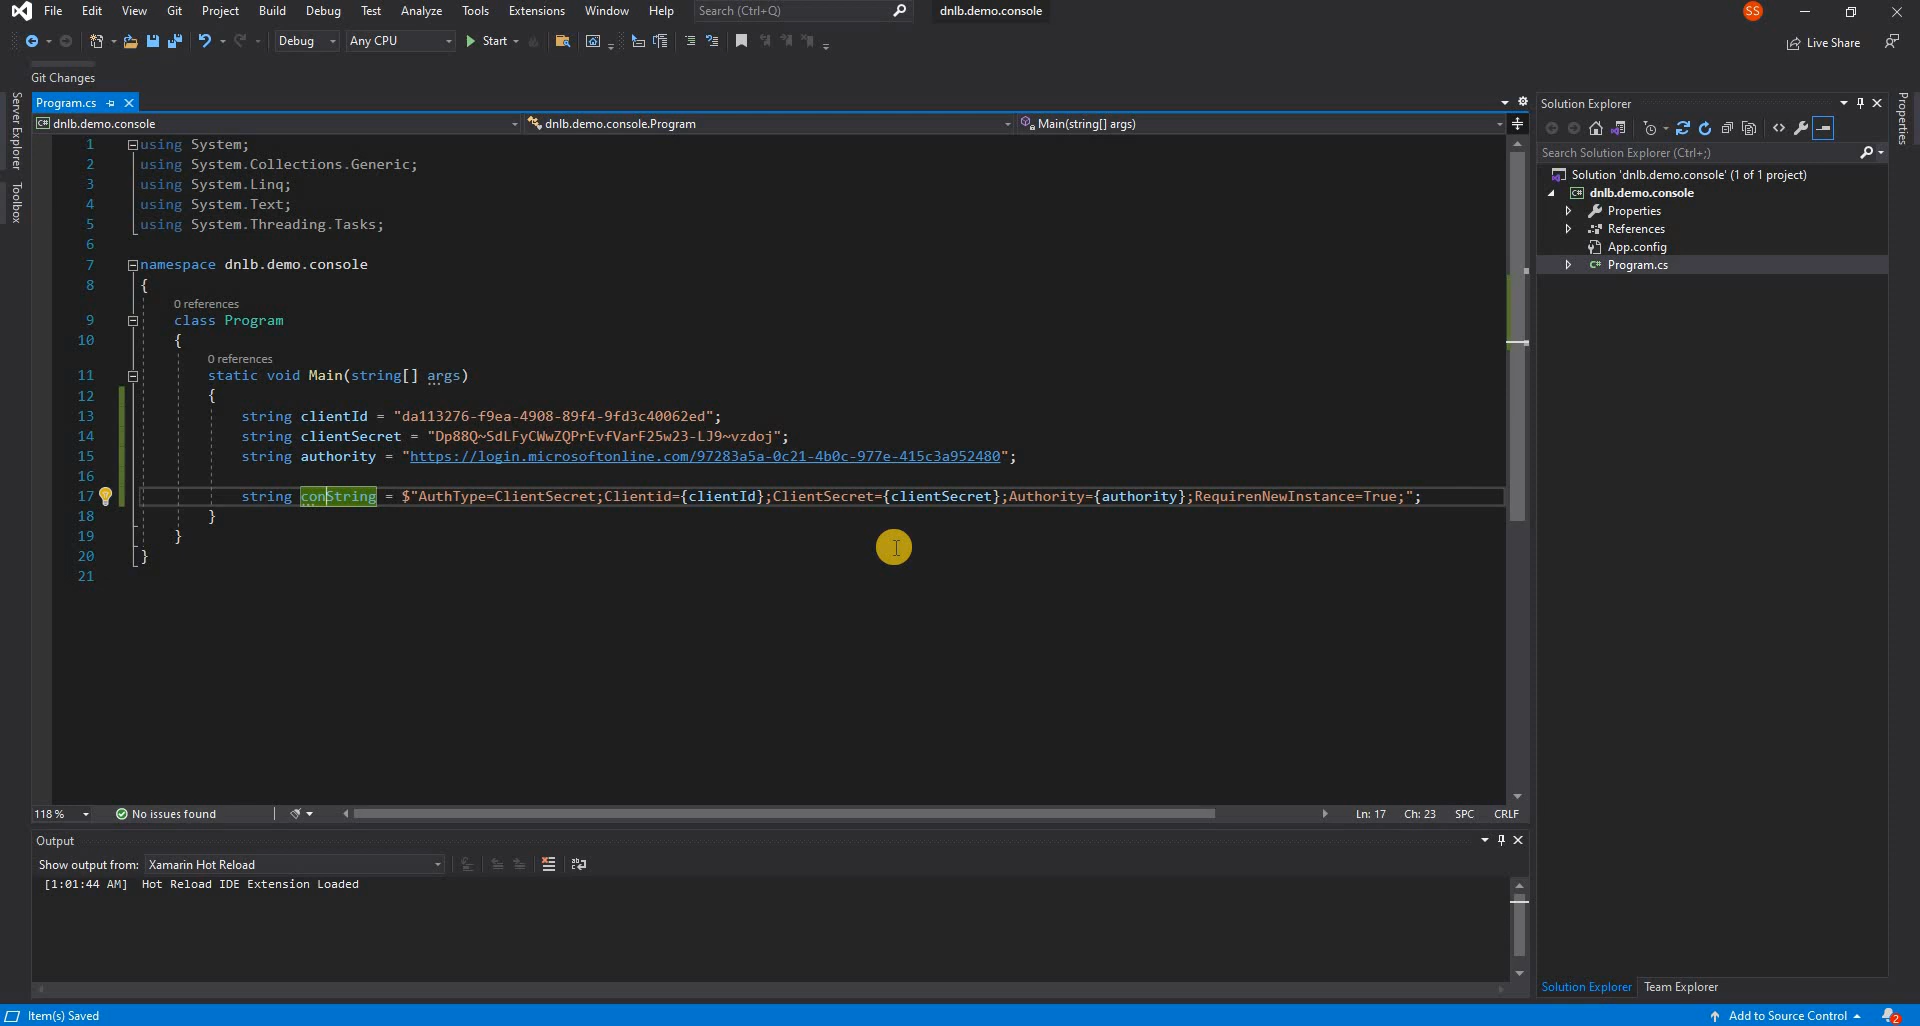 File Edit View Git Project Build Debug Test Analyze Tools Extensions Window Help Search (Ctrl+Q) dnlb.demo.console SS
Debug Any CPU Start Live Share
Git Changes
Server Explorer
Toolbox
Program.cs
dnlb.demo.console dnlb.demo.console.Program Main(string[] args)
1 using System;
2 using System.Collections.Generic;
3 using System.Linq;
4 using System.Text;
5 using System.Threading.Tasks;
6
7 namespace dnlb.demo.console
8 {
0 references
9 class Program
10 {
0 references
11 static void Main(string[] args)
12 {
13 string clientId = "da113276-f9ea-4908-89f4-9fd3c40062ed";
14 string clientSecret = "Dp88Q~SdLFyCWwZQPrEvfVarF25w23-LJ9~vzdoj";
15 string authority = "https://login.microsoftonline.com/97283a5a-0c21-4b0c-977e-415c3a952480";
16
17 string conString = $"AuthType=ClientSecret;Clientid={clientId};ClientSecret={clientSecret};Authority={authority};RequirenNewInstance=True;";
18 }
19 }
20 }
21
118 % No issues found Ln: 17 Ch: 23 SPC CRLF
Output
Show output from: Xamarin Hot Reload
[1:01:44 AM] Hot Reload IDE Extension Loaded
Solution Explorer
Search Solution Explorer (Ctrl+;)
Solution 'dnlb.demo.console' (1 of 1 project)
dnlb.demo.console
Properties
References
App.config
Program.cs
Solution Explorer Team Explorer
Properties
Item(s) Saved Add to Source Control 2